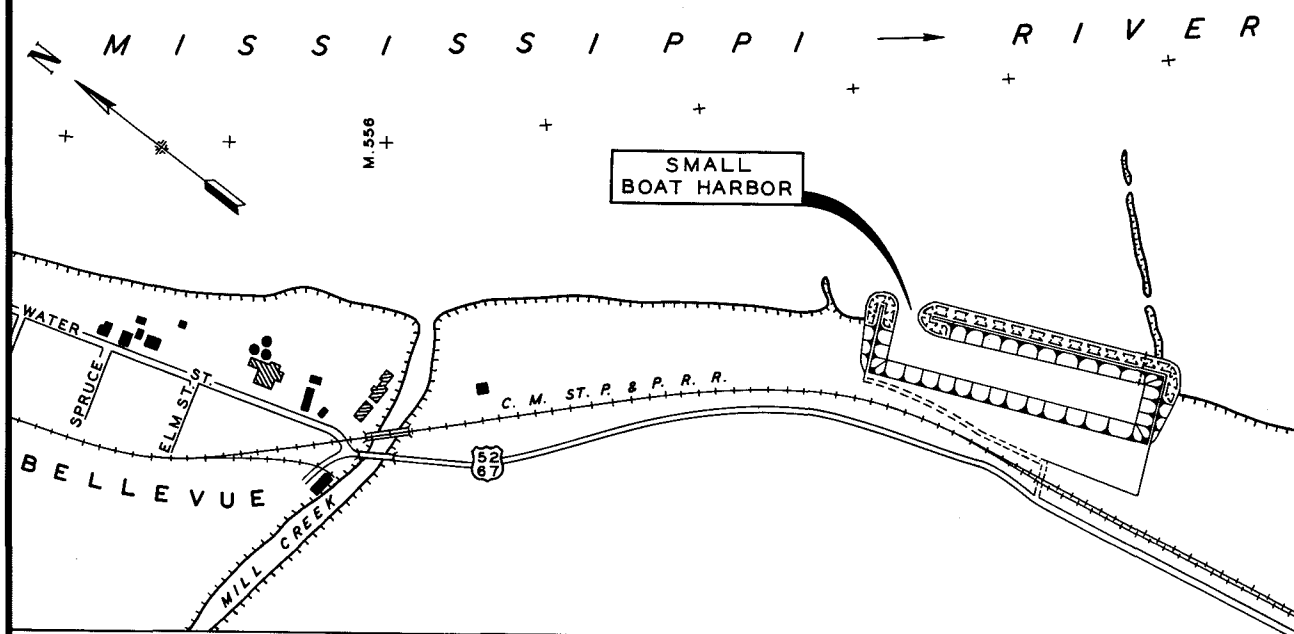 MISSISSIPPI RIVER
N
M. 556
SMALL
BOAT HARBOR
WATER ST.
SPRUCE
ELM ST.
C. M. ST. P. & P. R. R.
52
67
BELLEVUE
MILL CREEK